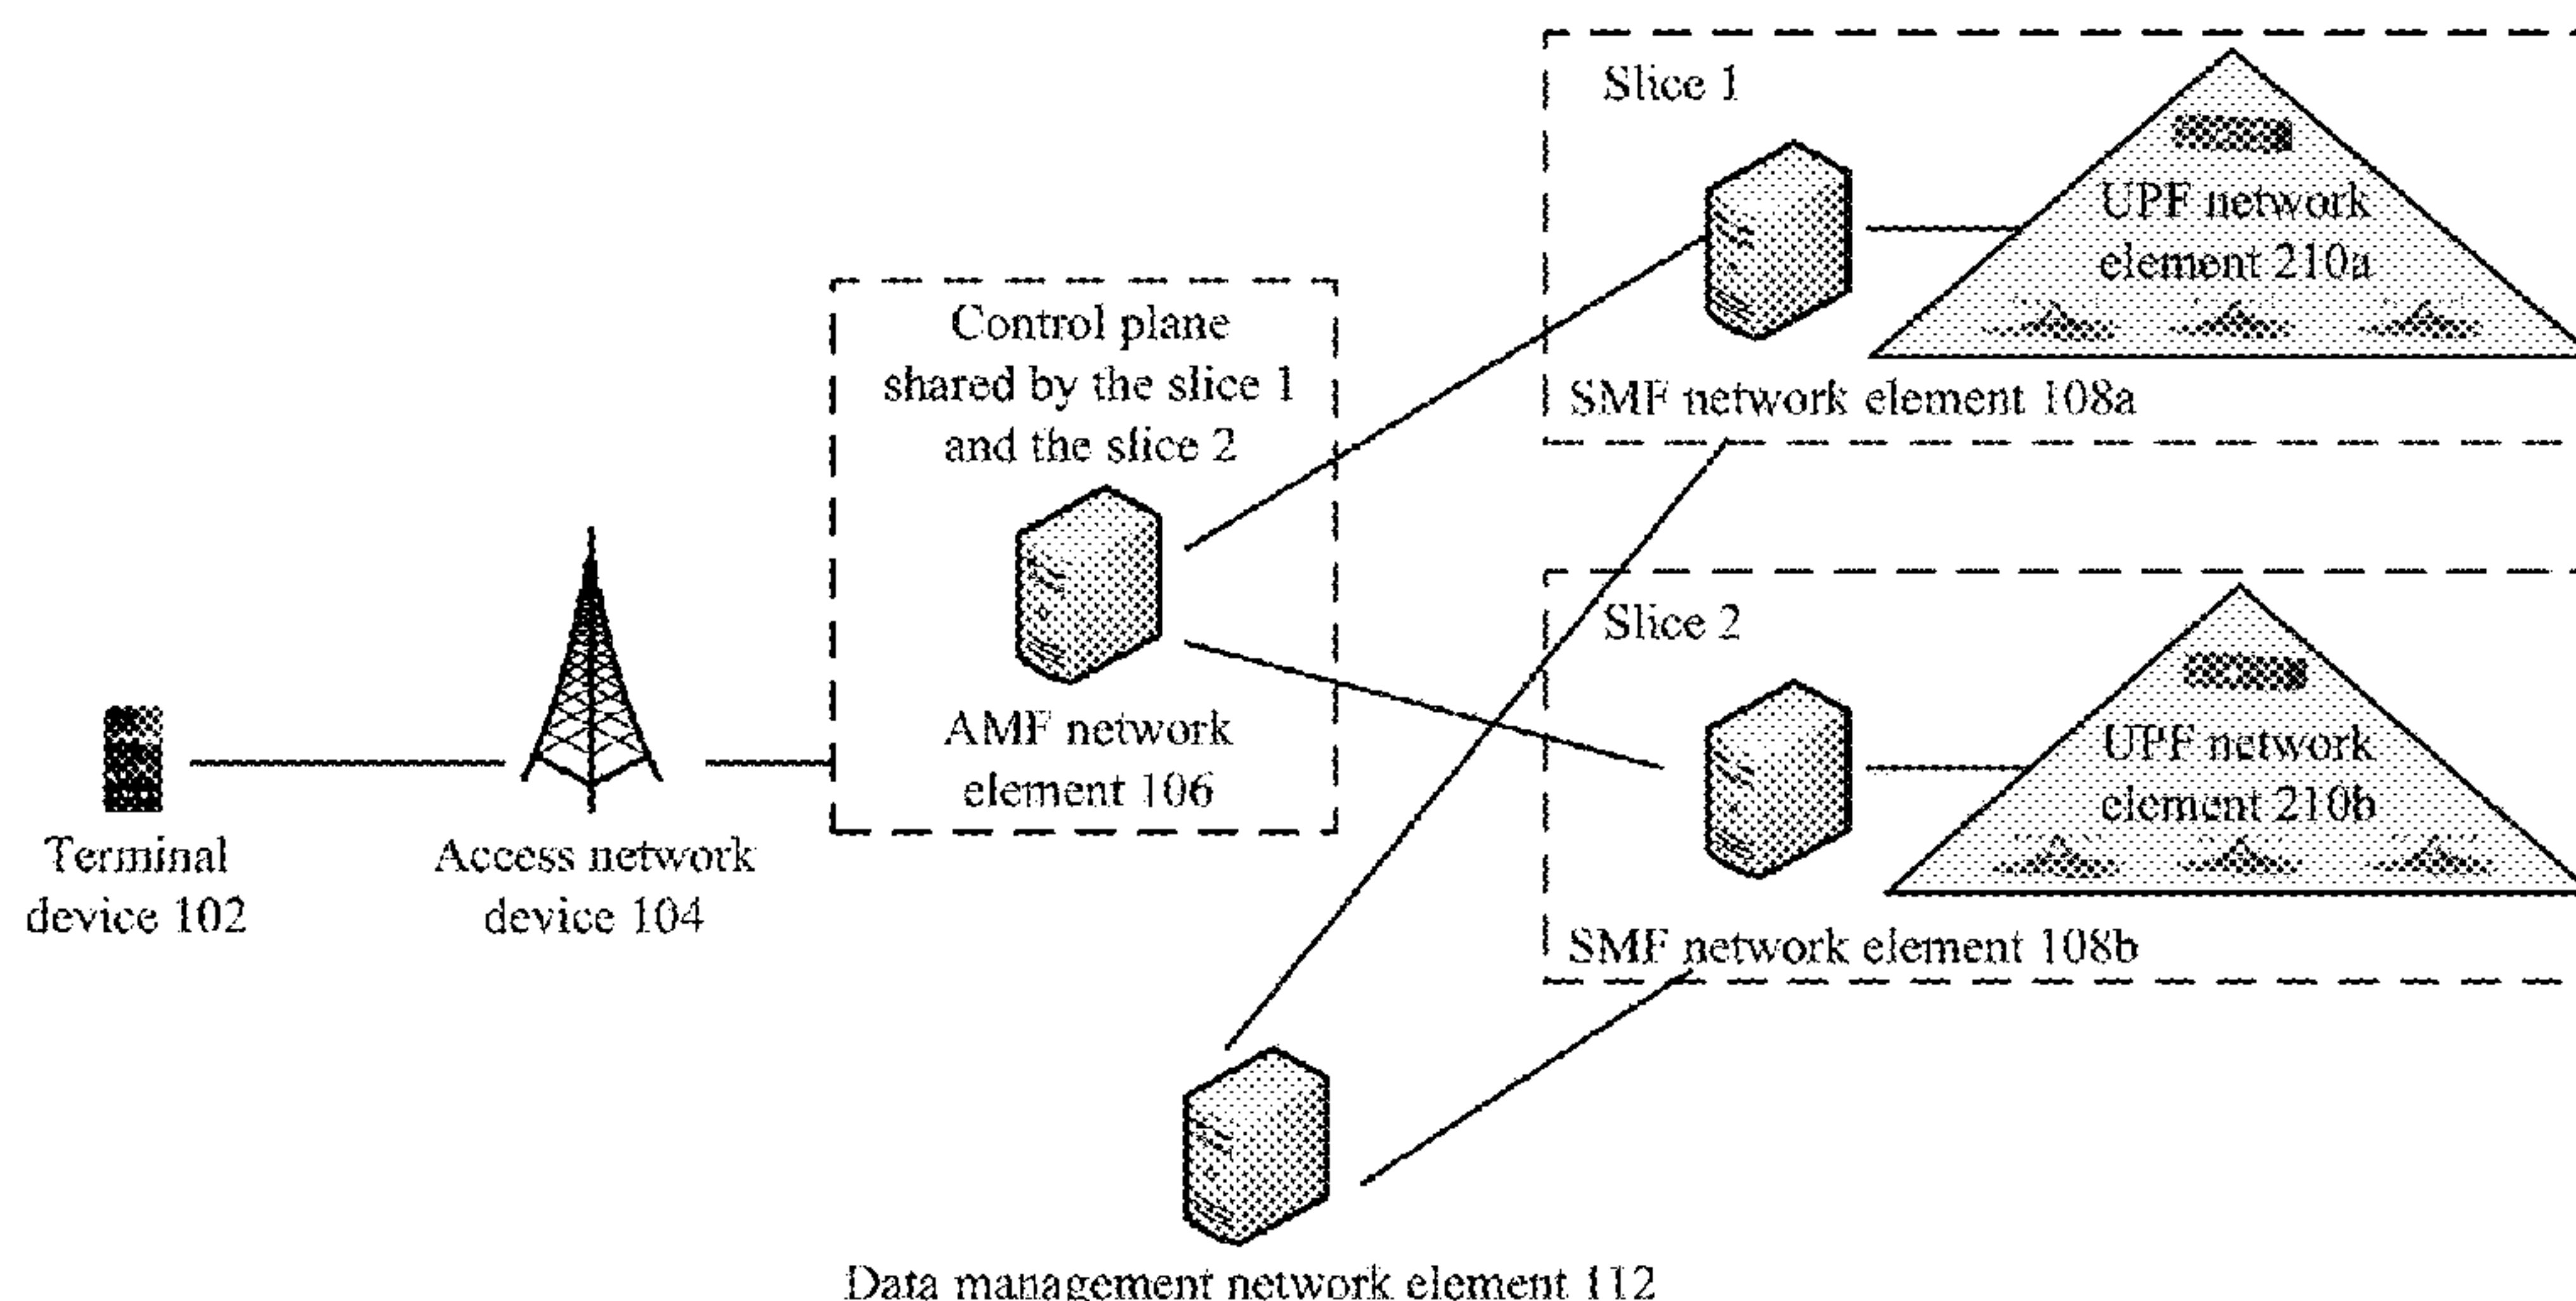 Slice 1
UPF network
element 210a
SMF network element 108a
Control plane
shared by the slice 1
and the slice 2
AMF network
element 106
Slice 2
UPF network
element 210b
SMF network element 108b
Terminal
device 102
Access network
device 104
Data management network element 112